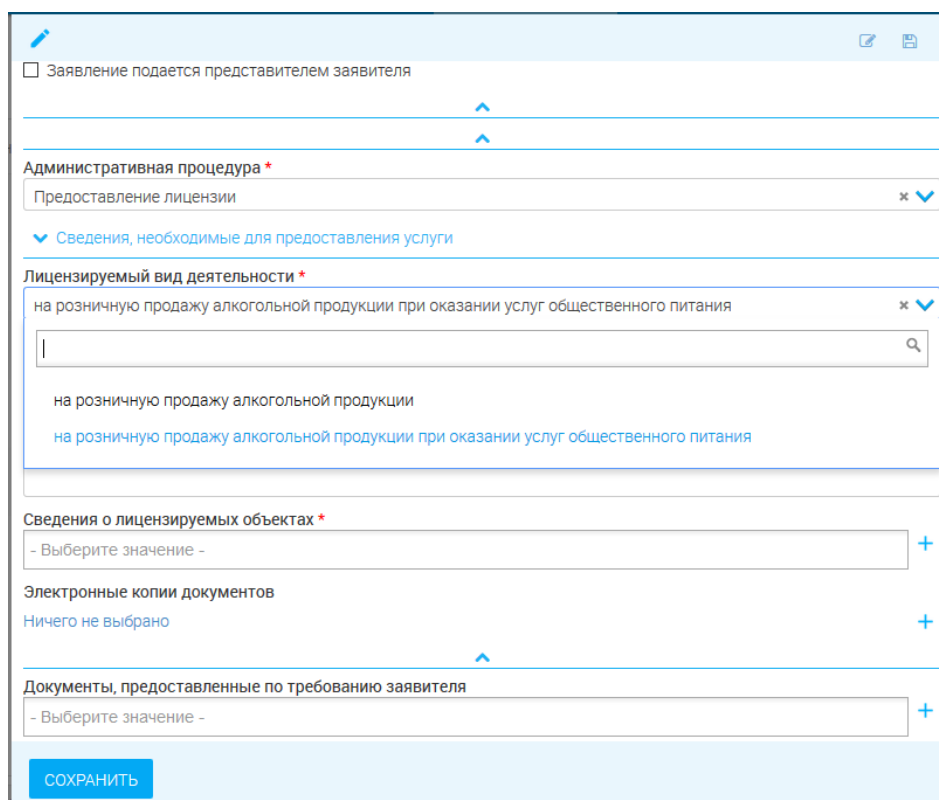 Заявление подается представителем заявителя
Административная процедура *
Предоставление лицензии
Сведения, необходимые для предоставления услуги
Лицензируемый вид деятельности *
на розничную продажу алкогольной продукции при оказании услуг общественного питания
на розничную продажу алкогольной продукции
на розничную продажу алкогольной продукции при оказании услуг общественного питания
Сведения о лицензируемых объектах *
- Выберите значение -
Электронные копии документов
Ничего не выбрано
Документы, предоставленные по требованию заявителя
- Выберите значение -
СОХРАНИТЬ